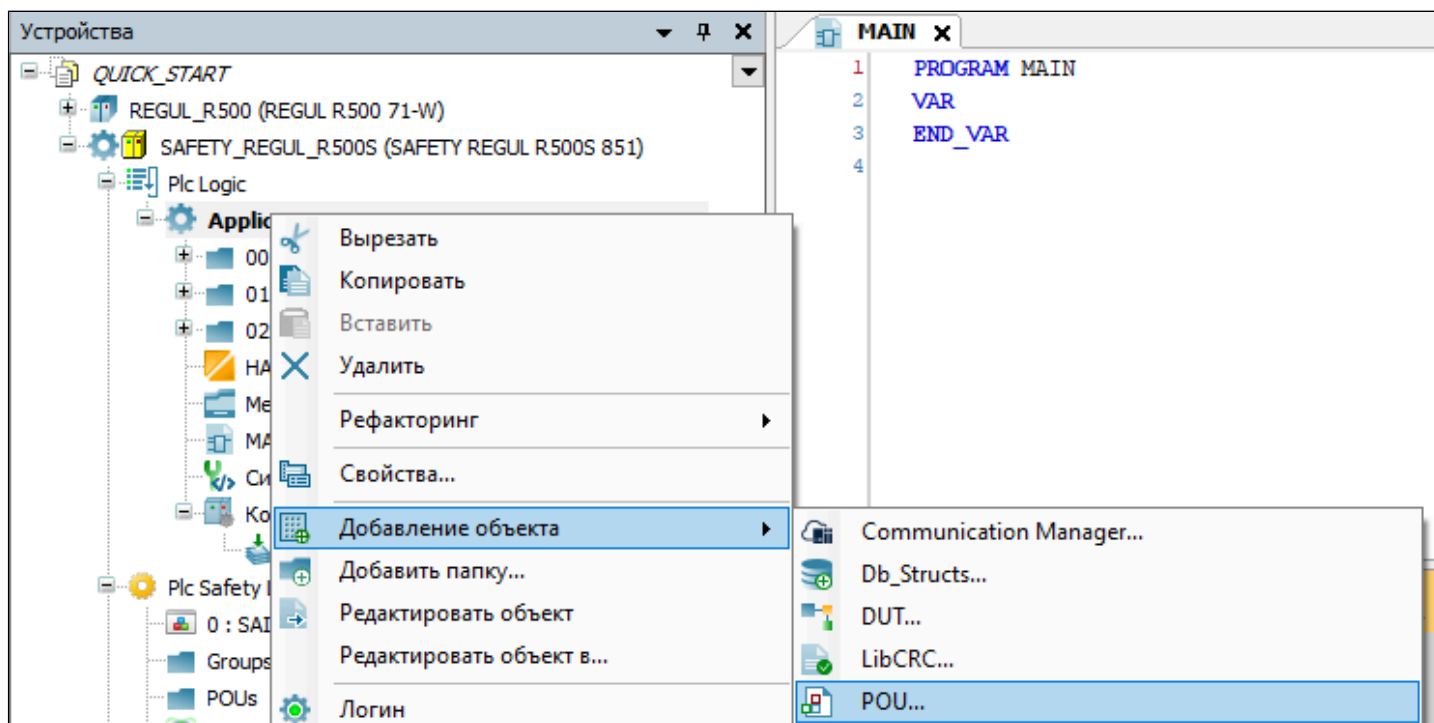 Устройства
QUICK_START
REGUL_R500 (REGUL R500 71-W)
SAFETY_REGUL_R500S (SAFETY REGUL R500S 851)
Plc Logic
Applic
00
01
02
HA
Me
MA
Си
Ко
Plc Safety
0 : SAI
Groups
POUs
Вырезать
Копировать
Вставить
Удалить
Рефакторинг
Свойства...
Добавление объекта
Добавить папку...
Редактировать объект
Редактировать объект в...
Логин
Communication Manager...
Db_Structs...
DUT...
LibCRC...
POU...
MAIN
1 PROGRAM MAIN
2 VAR
3 END_VAR
4